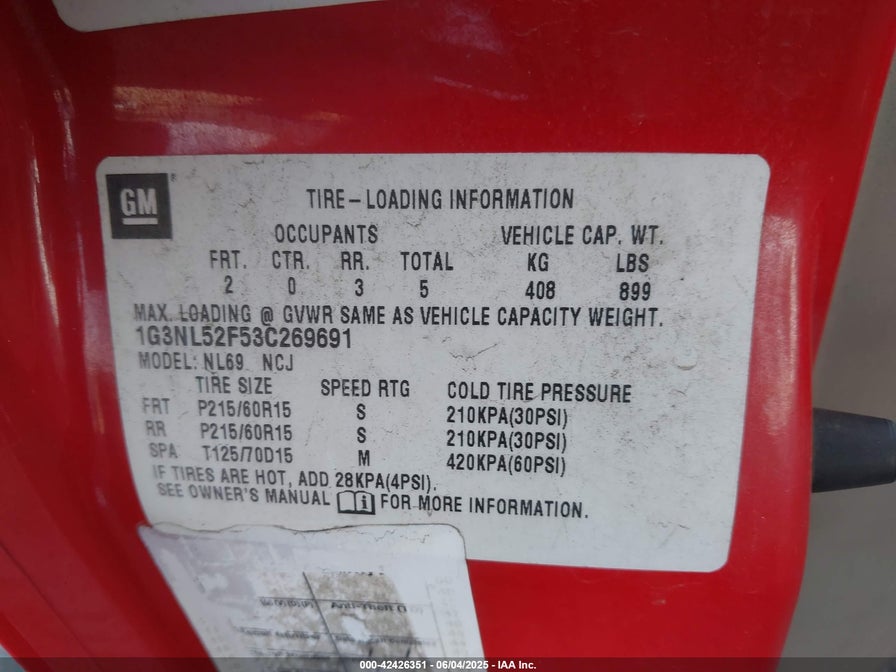 GM ®
TIRE-LOADING INFORMATION
OCCUPANTS VEHICLE CAP. WT.
FRT. CTR. RR. TOTAL KG LBS
2 0 3 5 408 899
MAX. LOADING @ GVWR SAME AS VEHICLE CAPACITY WEIGHT.
1G3NL52F53C269691
MODEL: NL69 NCJ
TIRE SIZE SPEED RTG COLD TIRE PRESSURE
FRT P215/60R15 S 210KPA(30PSI)
RR P215/60R15 S 210KPA(30PSI)
SPA T125/70D15 M 420KPA(60PSI)
IF TIRES ARE HOT, ADD 28KPA(4PSI).
SEE OWNER'S MANUAL FOR MORE INFORMATION.
000-42426351 - 06/04/2025 - IAA Inc.